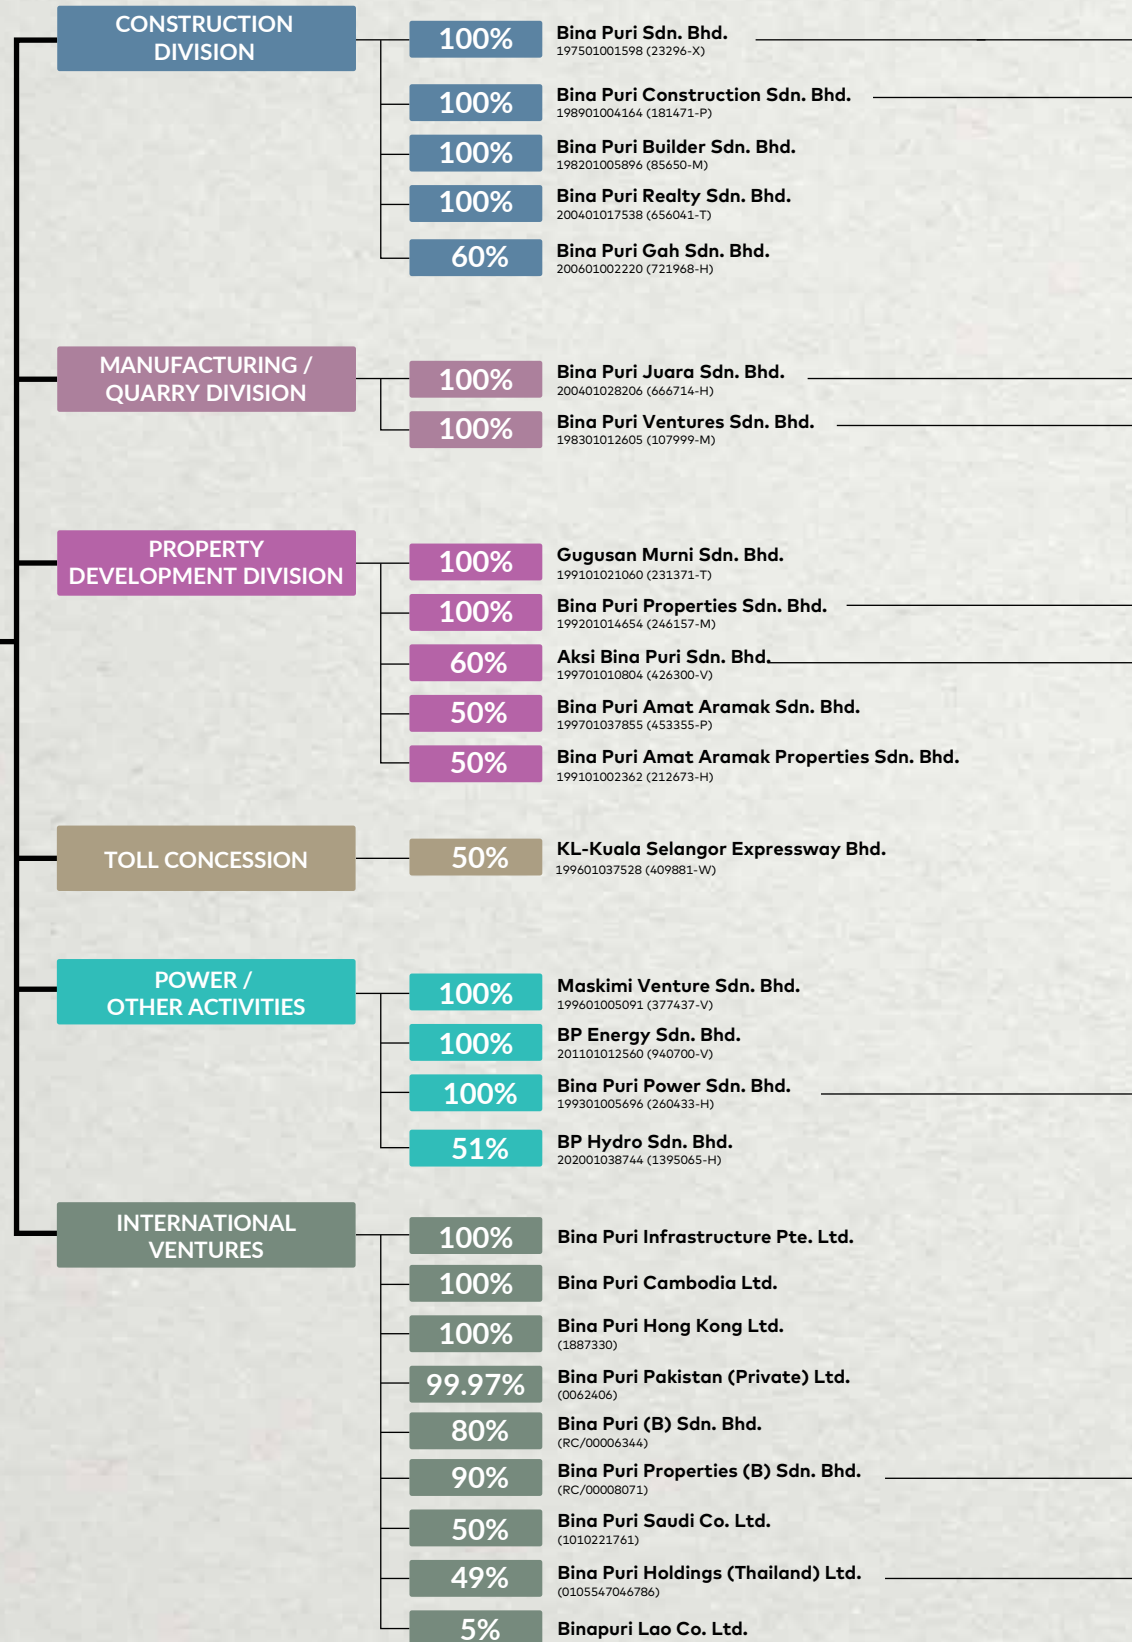 CONSTRUCTION
DIVISION
100%
Bina Puri Sdn. Bhd.
197501001598 (23296-X)
100%
Bina Puri Construction Sdn. Bhd.
198901004164 (181471-P)
100%
Bina Puri Builder Sdn. Bhd.
198201005896 (85650-M)
100%
Bina Puri Realty Sdn. Bhd.
200401017538 (656041-T)
60%
Bina Puri Gah Sdn. Bhd.
200601002220 (721968-H)
MANUFACTURING /
QUARRY DIVISION
100%
Bina Puri Juara Sdn. Bhd.
200401028206 (666714-H)
100%
Bina Puri Ventures Sdn. Bhd.
198301012605 (107999-M)
PROPERTY
DEVELOPMENT DIVISION
100%
Gugusan Murni Sdn. Bhd.
199101021060 (231371-T)
100%
Bina Puri Properties Sdn. Bhd.
199201014654 (246157-M)
60%
Aksi Bina Puri Sdn. Bhd.
199701010804 (426300-V)
50%
Bina Puri Amat Aramak Sdn. Bhd.
199701037855 (453355-P)
50%
Bina Puri Amat Aramak Properties Sdn. Bhd.
199101002362 (212673-H)
TOLL CONCESSION
50%
KL-Kuala Selangor Expressway Bhd.
199601037528 (409881-W)
POWER /
OTHER ACTIVITIES
100%
Maskimi Venture Sdn. Bhd.
199601005091 (377437-V)
100%
BP Energy Sdn. Bhd.
201101012560 (940700-V)
100%
Bina Puri Power Sdn. Bhd.
199301005696 (260433-H)
51%
BP Hydro Sdn. Bhd.
202001038744 (1395065-H)
INTERNATIONAL
VENTURES
100%
Bina Puri Infrastructure Pte. Ltd.
100%
Bina Puri Cambodia Ltd.
100%
Bina Puri Hong Kong Ltd.
(1887330)
99.97%
Bina Puri Pakistan (Private) Ltd.
(0062406)
80%
Bina Puri (B) Sdn. Bhd.
(RC/00006344)
90%
Bina Puri Properties (B) Sdn. Bhd.
(RC/00008071)
50%
Bina Puri Saudi Co. Ltd.
(1010221761)
49%
Bina Puri Holdings (Thailand) Ltd.
(0105547046786)
5%
Binapuri Lao Co. Ltd.